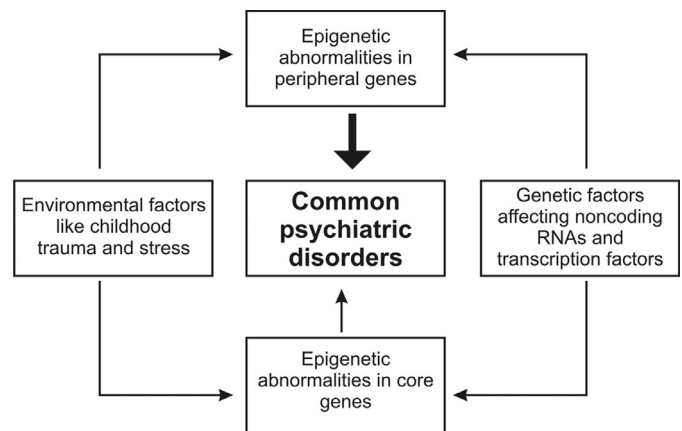 Epigenetic
abnormalities in
peripheral genes
Environmental factors
like childhood
trauma and stress
Common
psychiatric
disorders
Genetic factors
affecting noncoding
RNAs and
transcription factors
Epigenetic
abnormalities in core
genes